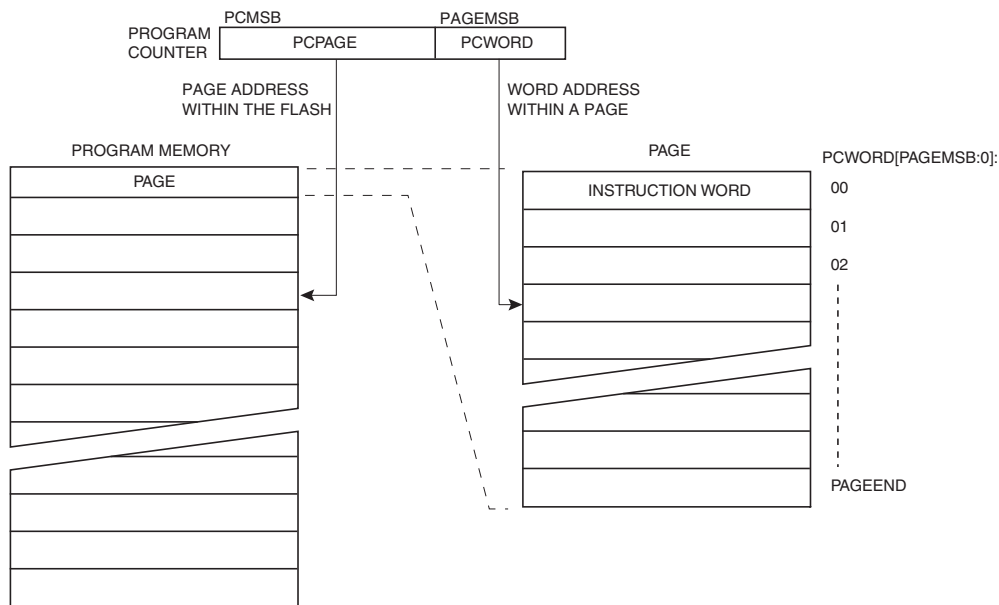 PCMSB
PAGEMSB
PROGRAM
COUNTER
PCPAGE
PCWORD
PAGE ADDRESS
WITHIN THE FLASH
WORD ADDRESS
WITHIN A PAGE
PROGRAM MEMORY
PAGE
PAGE
PCWORD[PAGEMSB:0]:
INSTRUCTION WORD
00
01
02
PAGEEND